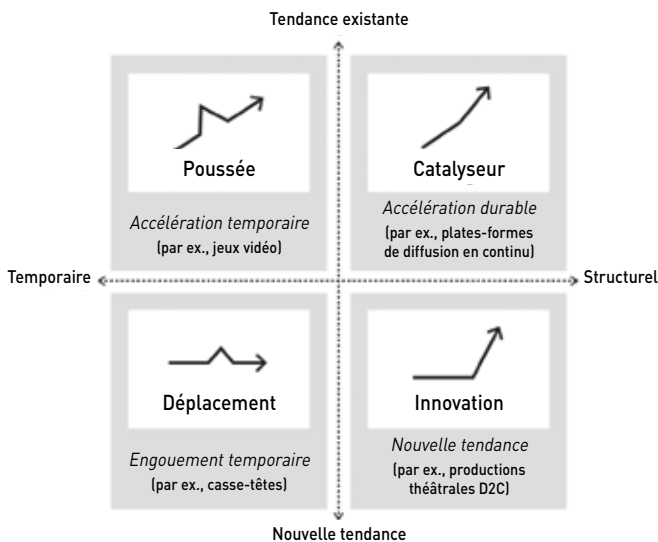 Tendance existante
Poussée
Accélération temporaire
(par ex., jeux vidéo)
Catalyseur
Accélération durable
(par ex., plates-formes
de diffusion en continu)
Temporaire
Structurel
Déplacement
Engouement temporaire
(par ex., casse-têtes)
Innovation
Nouvelle tendance
(par ex., productions
théâtrales D2C)
Nouvelle tendance